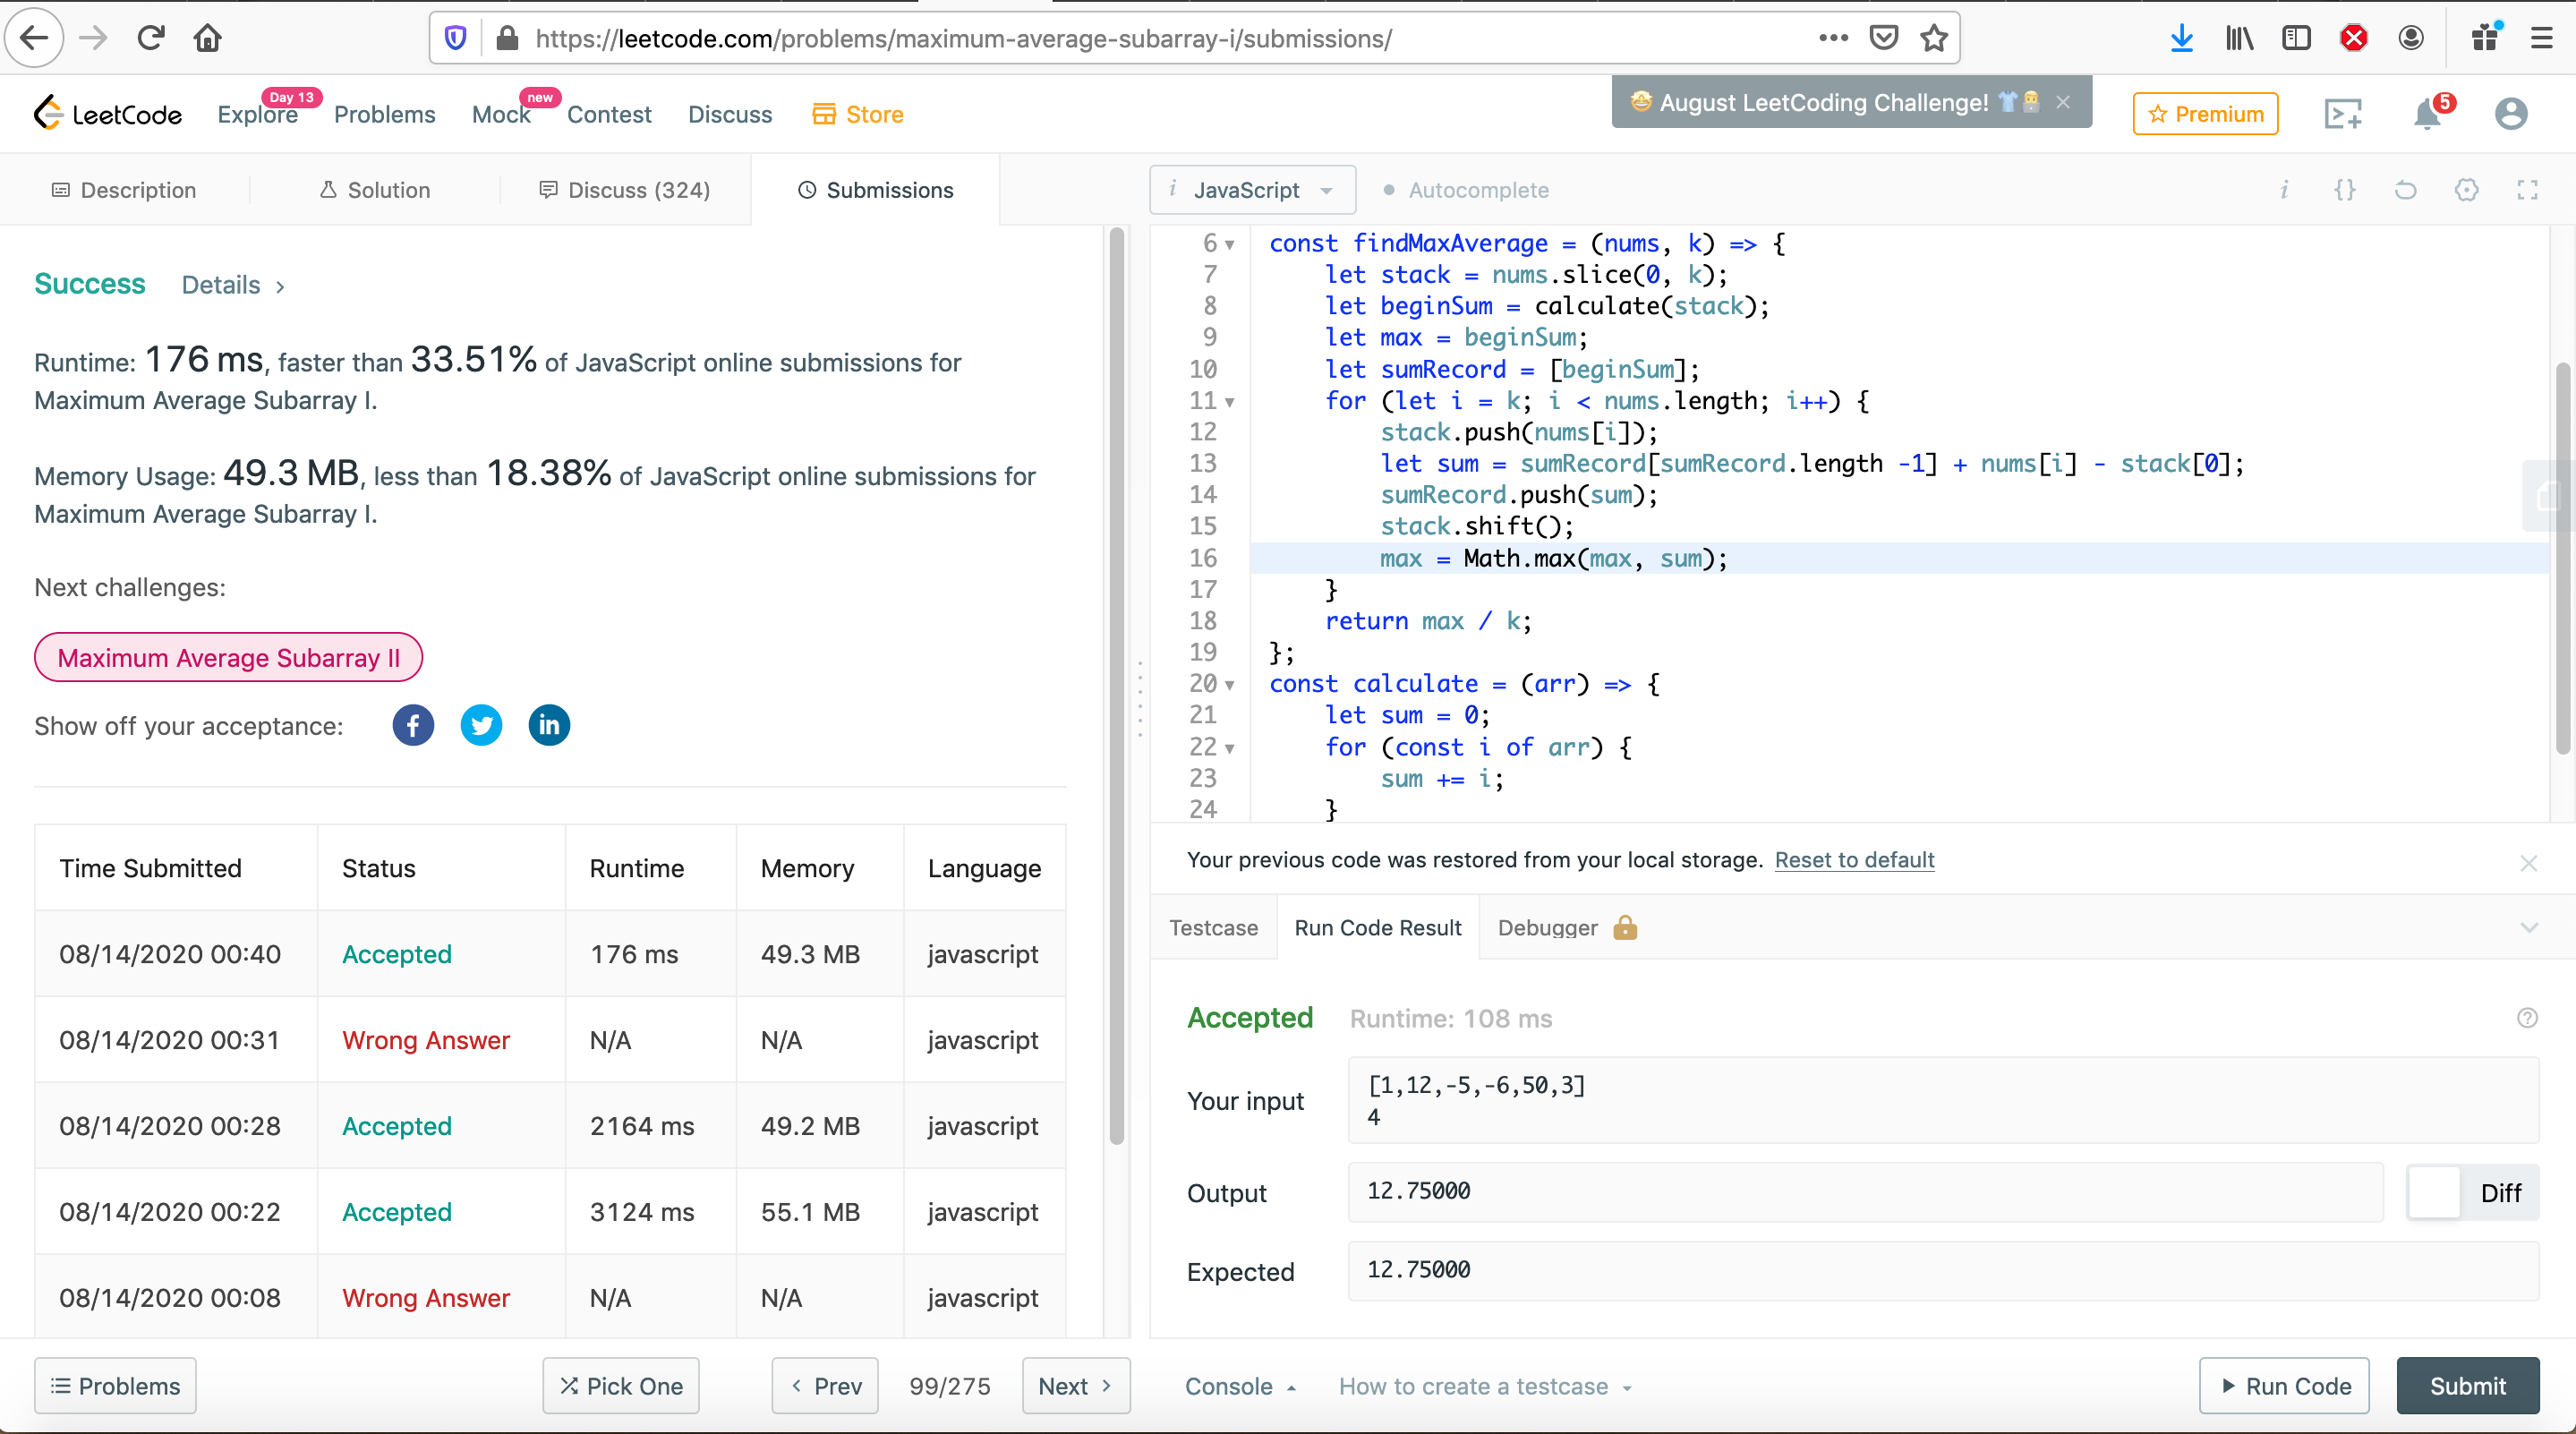 https://leetcode.com/problems/maximum-average-subarray-i/submissions/
LeetCode
Explore
Day 13
Problems
Mock
new
Contest
Discuss
Store
🤩 August LeetCoding Challenge! 👕
Premium
5
Description
Solution
Discuss (324)
Submissions
Success
Details
Runtime: 176 ms, faster than 33.51% of JavaScript online submissions for
Maximum Average Subarray I.
Memory Usage: 49.3 MB, less than 18.38% of JavaScript online submissions for
Maximum Average Subarray I.
Next challenges:
Maximum Average Subarray II
Show off your acceptance:
Time Submitted Status Runtime Memory Language
08/14/2020 00:40 Accepted 176 ms 49.3 MB javascript
08/14/2020 00:31 Wrong Answer N/A N/A javascript
08/14/2020 00:28 Accepted 2164 ms 49.2 MB javascript
08/14/2020 00:22 Accepted 3124 ms 55.1 MB javascript
08/14/2020 00:08 Wrong Answer N/A N/A javascript
Problems
Pick One
Prev
99/275
Next
i JavaScript
Autocomplete
i {}
6 const findMaxAverage = (nums, k) => {
7 let stack = nums.slice(0, k);
8 let beginSum = calculate(stack);
9 let max = beginSum;
10 let sumRecord = [beginSum];
11 for (let i = k; i < nums.length; i++) {
12 stack.push(nums[i]);
13 let sum = sumRecord[sumRecord.length -1] + nums[i] - stack[0];
14 sumRecord.push(sum);
15 stack.shift();
16 max = Math.max(max, sum);
17 }
18 return max / k;
19 };
20 const calculate = (arr) => {
21 let sum = 0;
22 for (const i of arr) {
23 sum += i;
24 }
Your previous code was restored from your local storage. Reset to default
Testcase
Run Code Result
Debugger
Accepted Runtime: 108 ms
Your input
[1,12,-5,-6,50,3]
4
Output
12.75000
Diff
Expected
12.75000
Console
How to create a testcase
Run Code
Submit